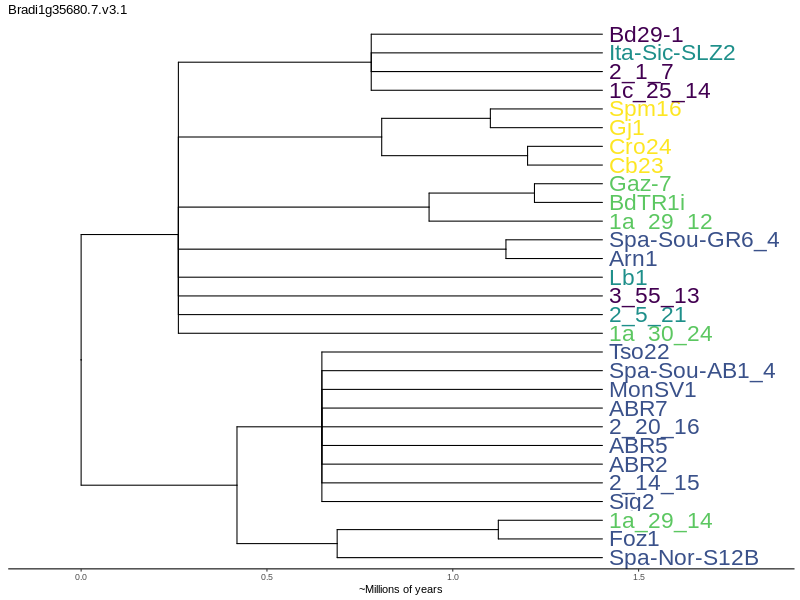 Bradi1g35680.7.v3.1
Bd29-1
Ita-Sic-SLZ2
2_1_7
1c_25_14
Spm16
Gj1
Cro24
Cb23
Gaz-7
BdTR1i
1a_29_12
Spa-Sou-GR6_4
Arn1
Lb1
3_55_13
2_5_21
1a_30_24
Tso22
Spa-Sou-AB1_4
MonSV1
ABR7
2_20_16
ABR5
ABR2
2_14_15
Sig2
1a_29_14
Foz1
Spa-Nor-S12B
0.0 0.5 1.0 1.5
~Millions of years